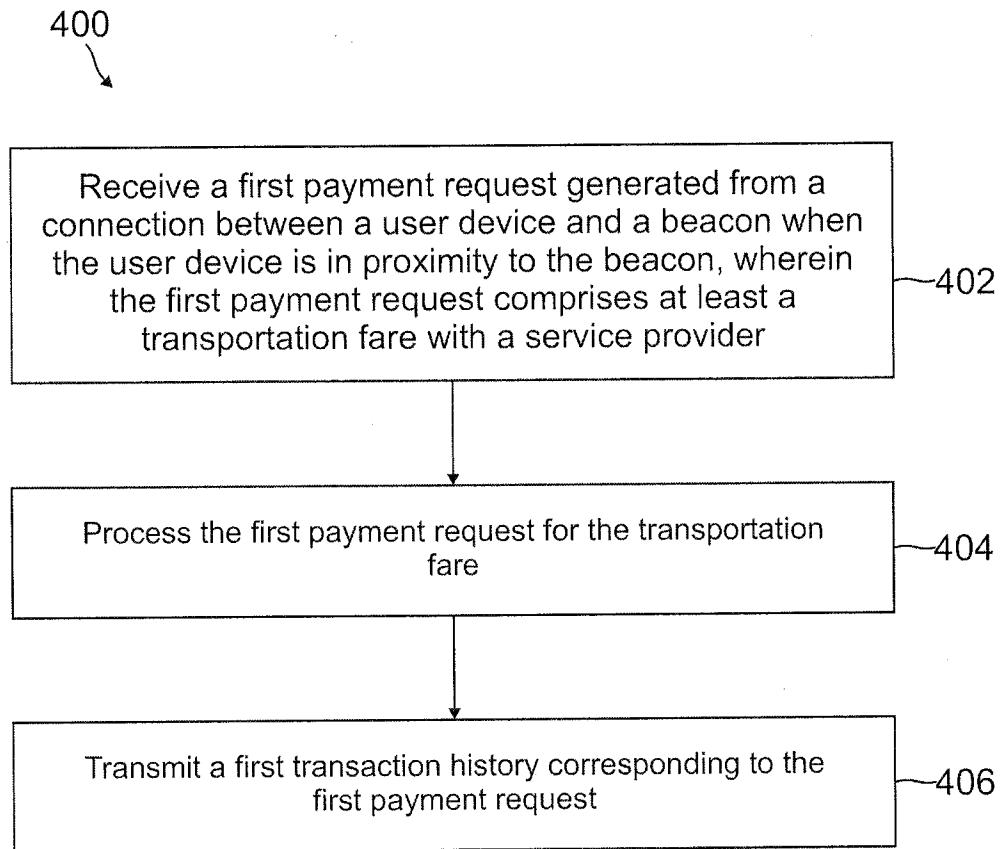 400
Receive a first payment request generated from a
connection between a user device and a beacon when
the user device is in proximity to the beacon, wherein
the first payment request comprises at least a
transportation fare with a service provider
402
Process the first payment request for the transportation
fare
404
Transmit a first transaction history corresponding to the
first payment request
406